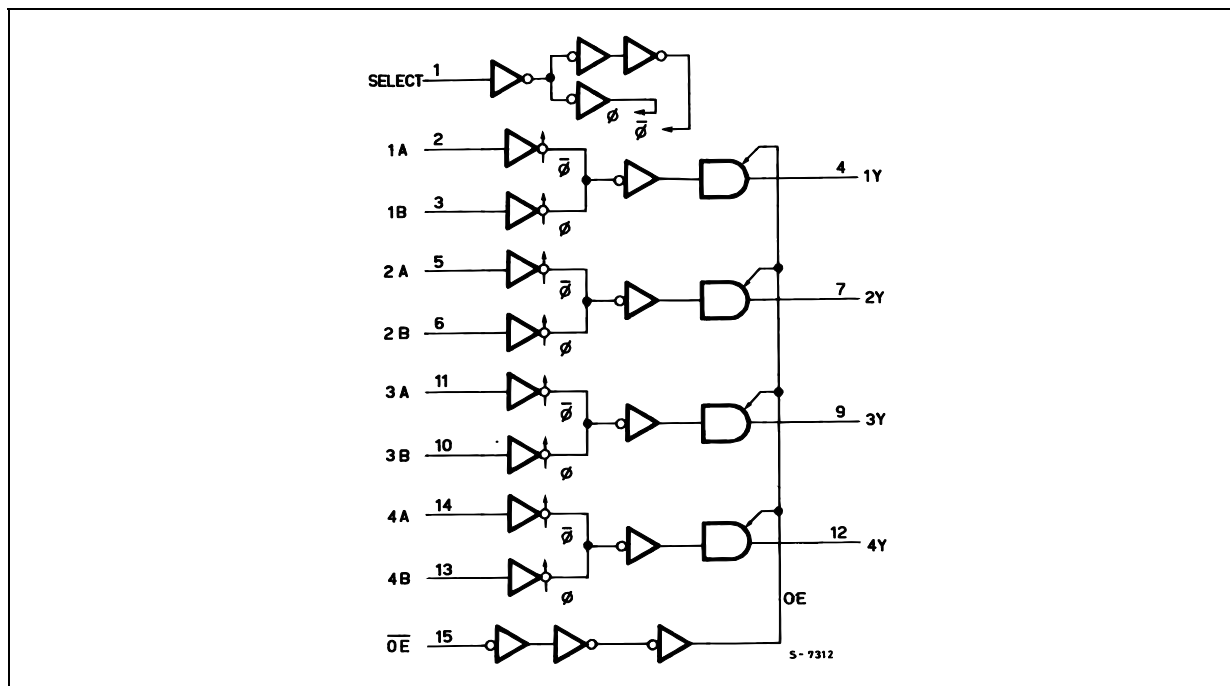 SELECT 1
ø
ø̅
1A 2
ø̅
4 1Y
1B 3
ø
2A 5
ø̅
7 2Y
2B 6
ø
3A 11
ø̅
9 3Y
3B 10
ø
4A 14
ø̅
12 4Y
4B 13
ø
OE
O̅E̅ 15
S-7312